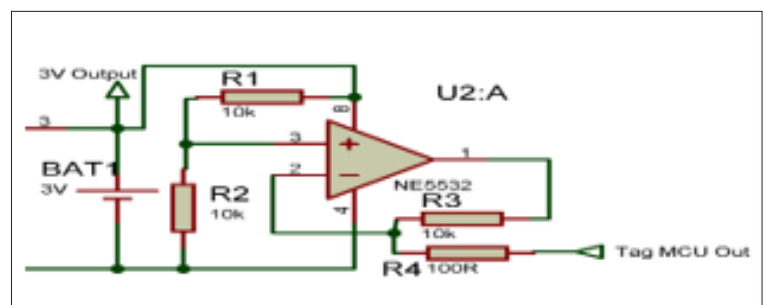 3V Output
R1
10k
8
U2:A
3
3
+
1
BAT1
3V
2
−
NE5532
R2
10k
4
R3
10k
Tag MCU Out
R4
100R